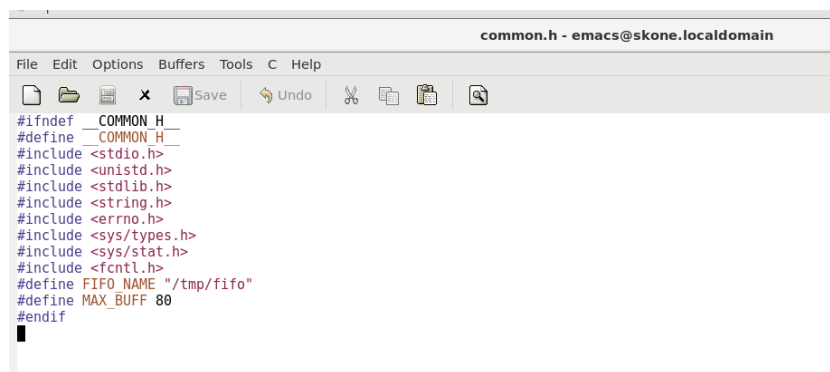 common.h - emacs@skone.localdomain
File Edit Options Buffers Tools C Help
Save Undo
#ifndef __COMMON_H__
#define __COMMON_H__
#include <stdio.h>
#include <unistd.h>
#include <stdlib.h>
#include <string.h>
#include <errno.h>
#include <sys/types.h>
#include <sys/stat.h>
#include <fcntl.h>
#define FIFO_NAME "/tmp/fifo"
#define MAX_BUFF 80
#endif